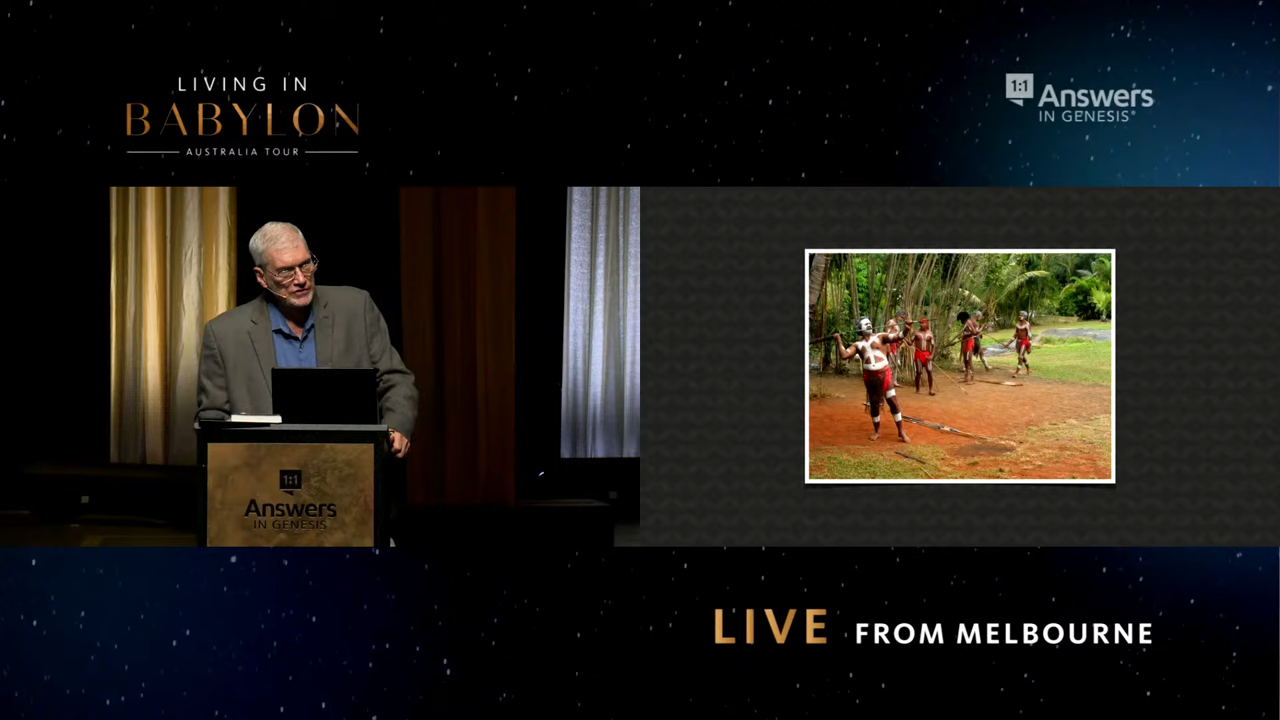 LIVING IN
BABYLON
AUSTRALIA TOUR
1:1
Answers
IN GENESIS®
1:1
Answers
IN GENESIS
LIVE FROM MELBOURNE